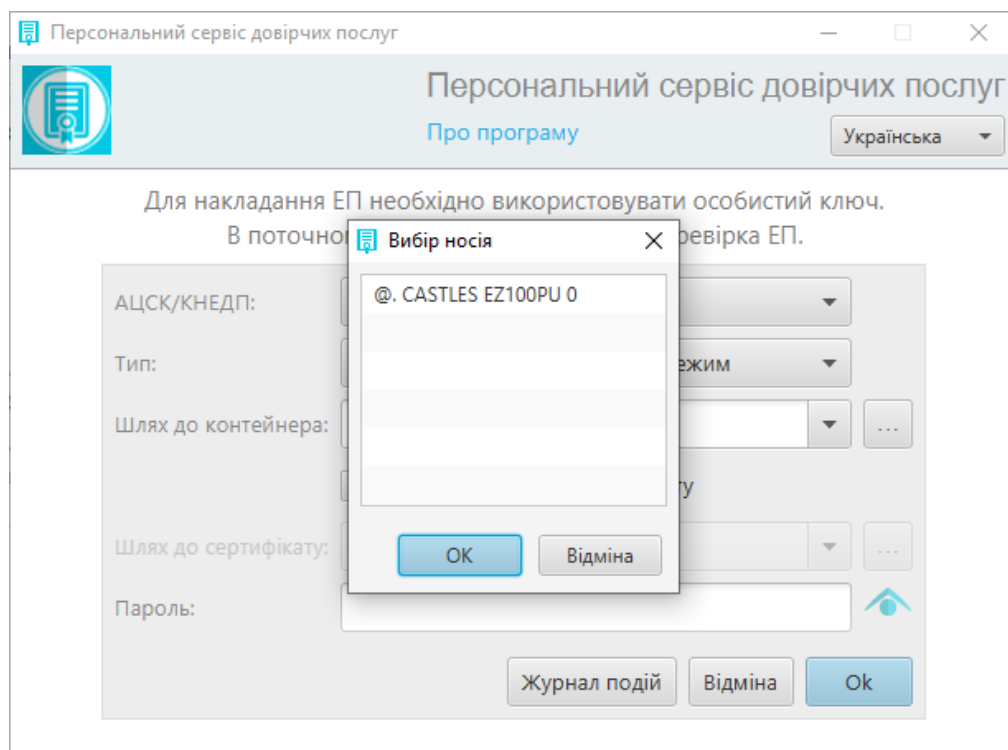 Персональний сервіс довірчих послуг
Персональний сервіс довірчих послуг
Про програму
Українська
Для накладання ЕП необхідно використовувати особистий ключ.
В поточно ревірка ЕП.
Вибір носія
@. CASTLES EZ100PU 0
АЦСК/КНЕДП:
Тип: ежим
Шлях до контейнера: ...
ту
Шлях до сертифікату: ...
OK Відміна
Пароль:
Журнал подій Відміна Ok